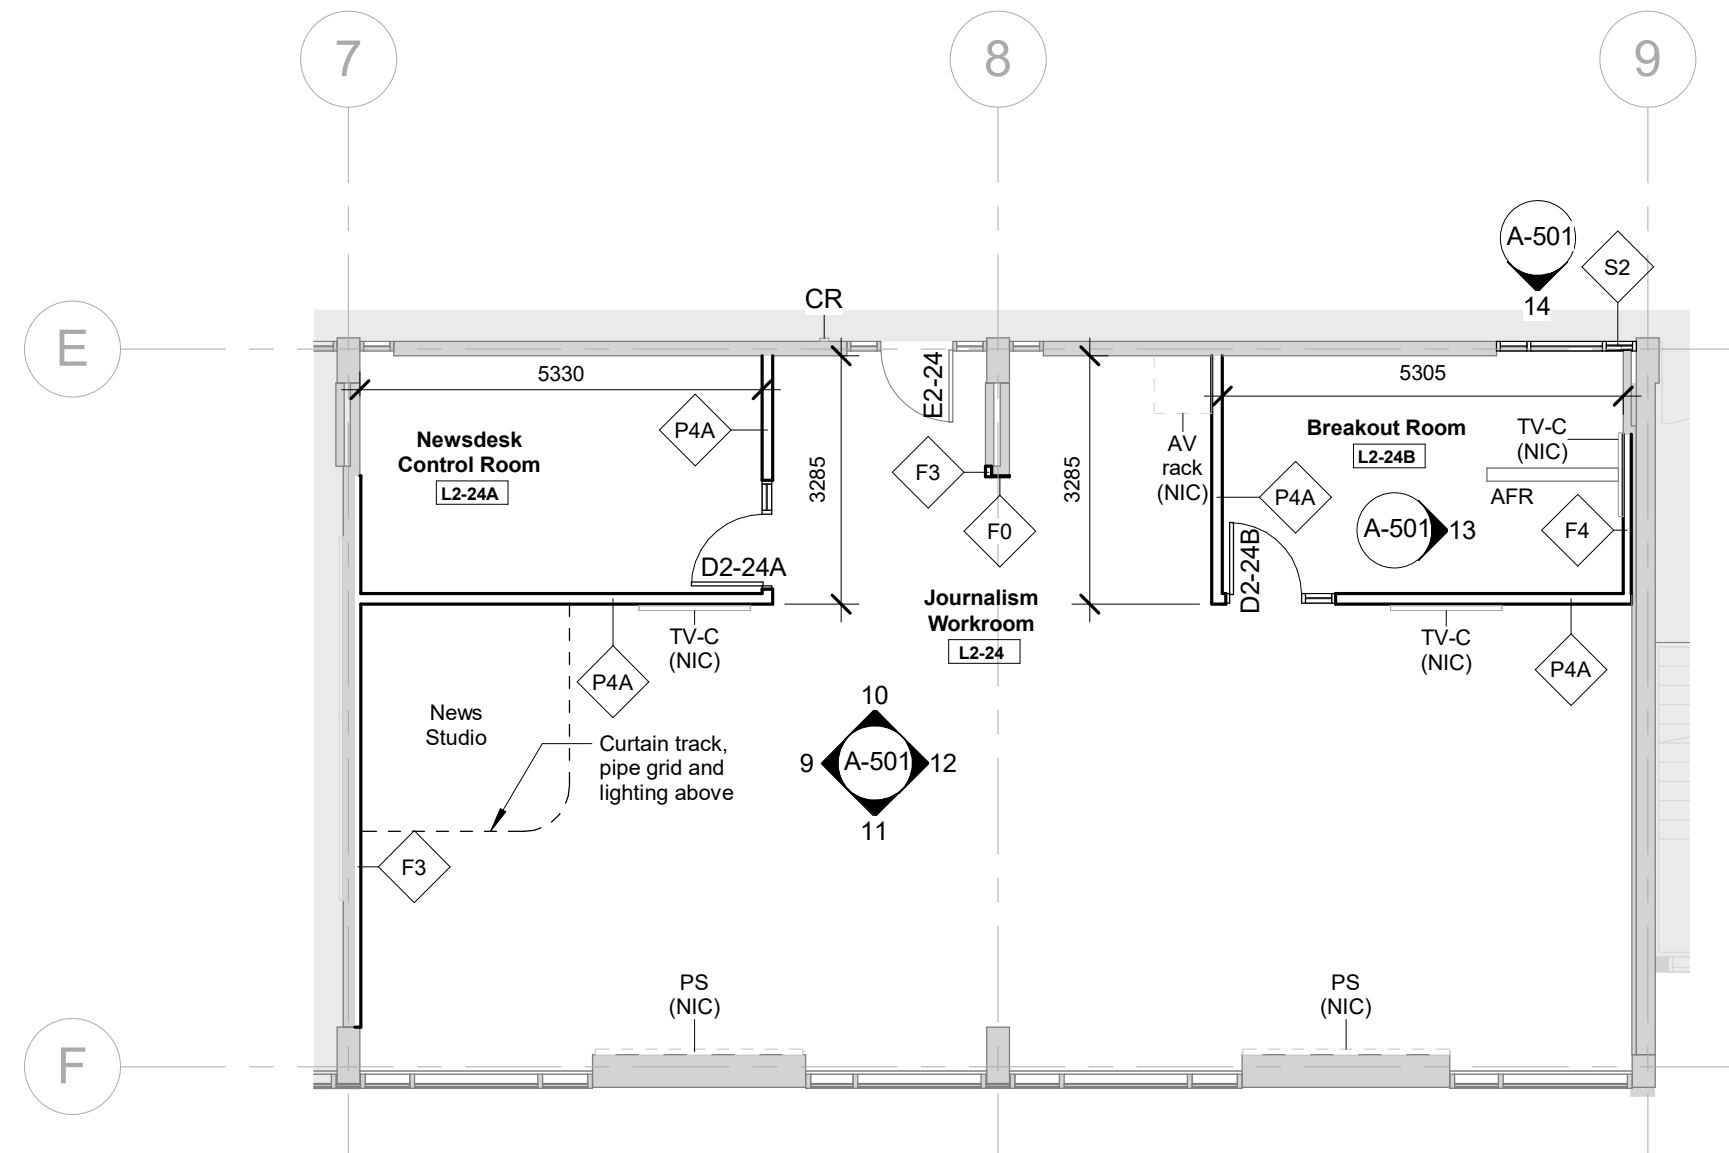 7
8
9
A-501
S2
14
E
CR
5330
E2-24
5305
P4A
Newsdesk
Control Room
L2-24A
3285
F3
F0
3285
AV
rack
(NIC)
Breakout Room
L2-24B
TV-C
(NIC)
AFR
P4A
A-501
13
F4
D2-24A
D2-24B
Journalism
Workroom
L2-24
TV-C
(NIC)
P4A
TV-C
(NIC)
P4A
News
Studio
Curtain track,
pipe grid and
lighting above
10
9
A-501
12
11
F3
PS
(NIC)
PS
(NIC)
F